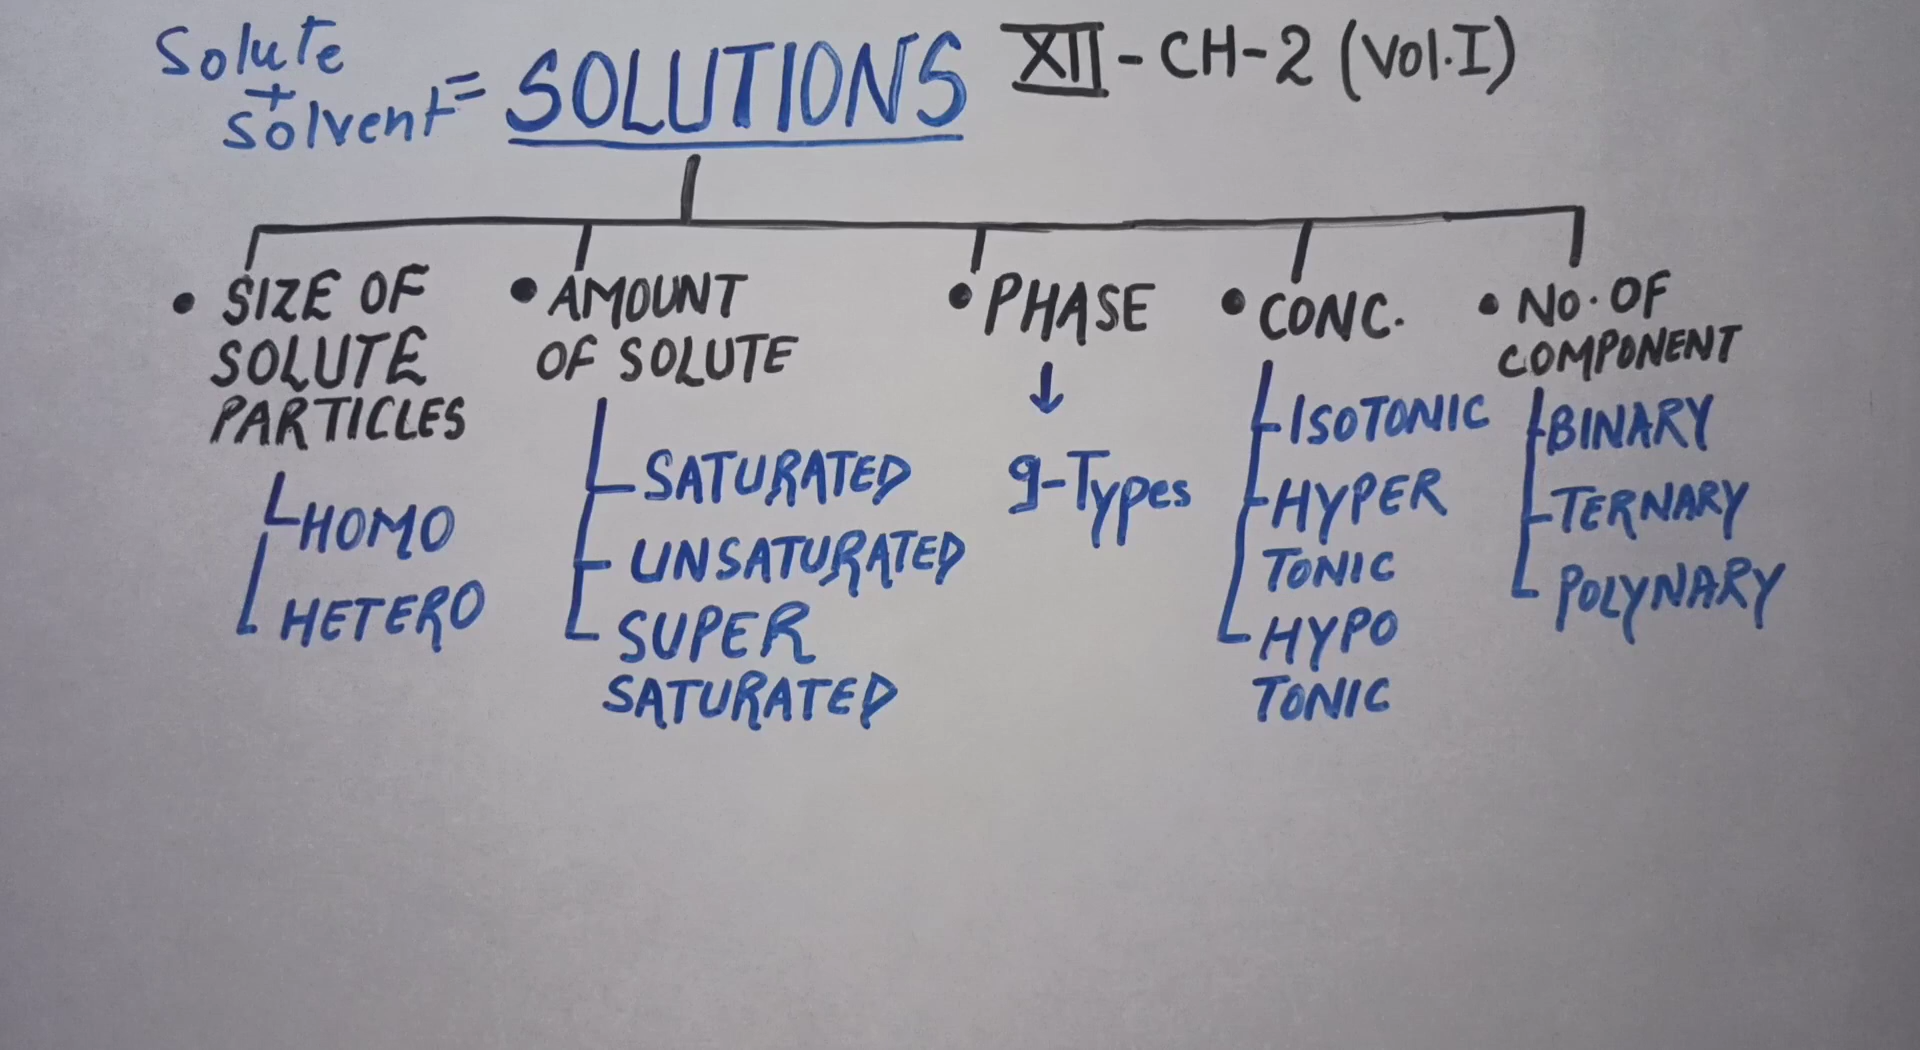 Solute
+
Solvent = SOLUTIONS XII - CH-2 (Vol.I)
• SIZE OF
SOLUTE
PARTICLES
HOMO
HETERO
• AMOUNT
OF SOLUTE
SATURATED
UNSATURATED
SUPER
SATURATED
• PHASE
↓
9-Types
• CONC.
ISOTONIC
HYPER
TONIC
HYPO
TONIC
• NO. OF
COMPONENT
BINARY
TERNARY
POLYNARY